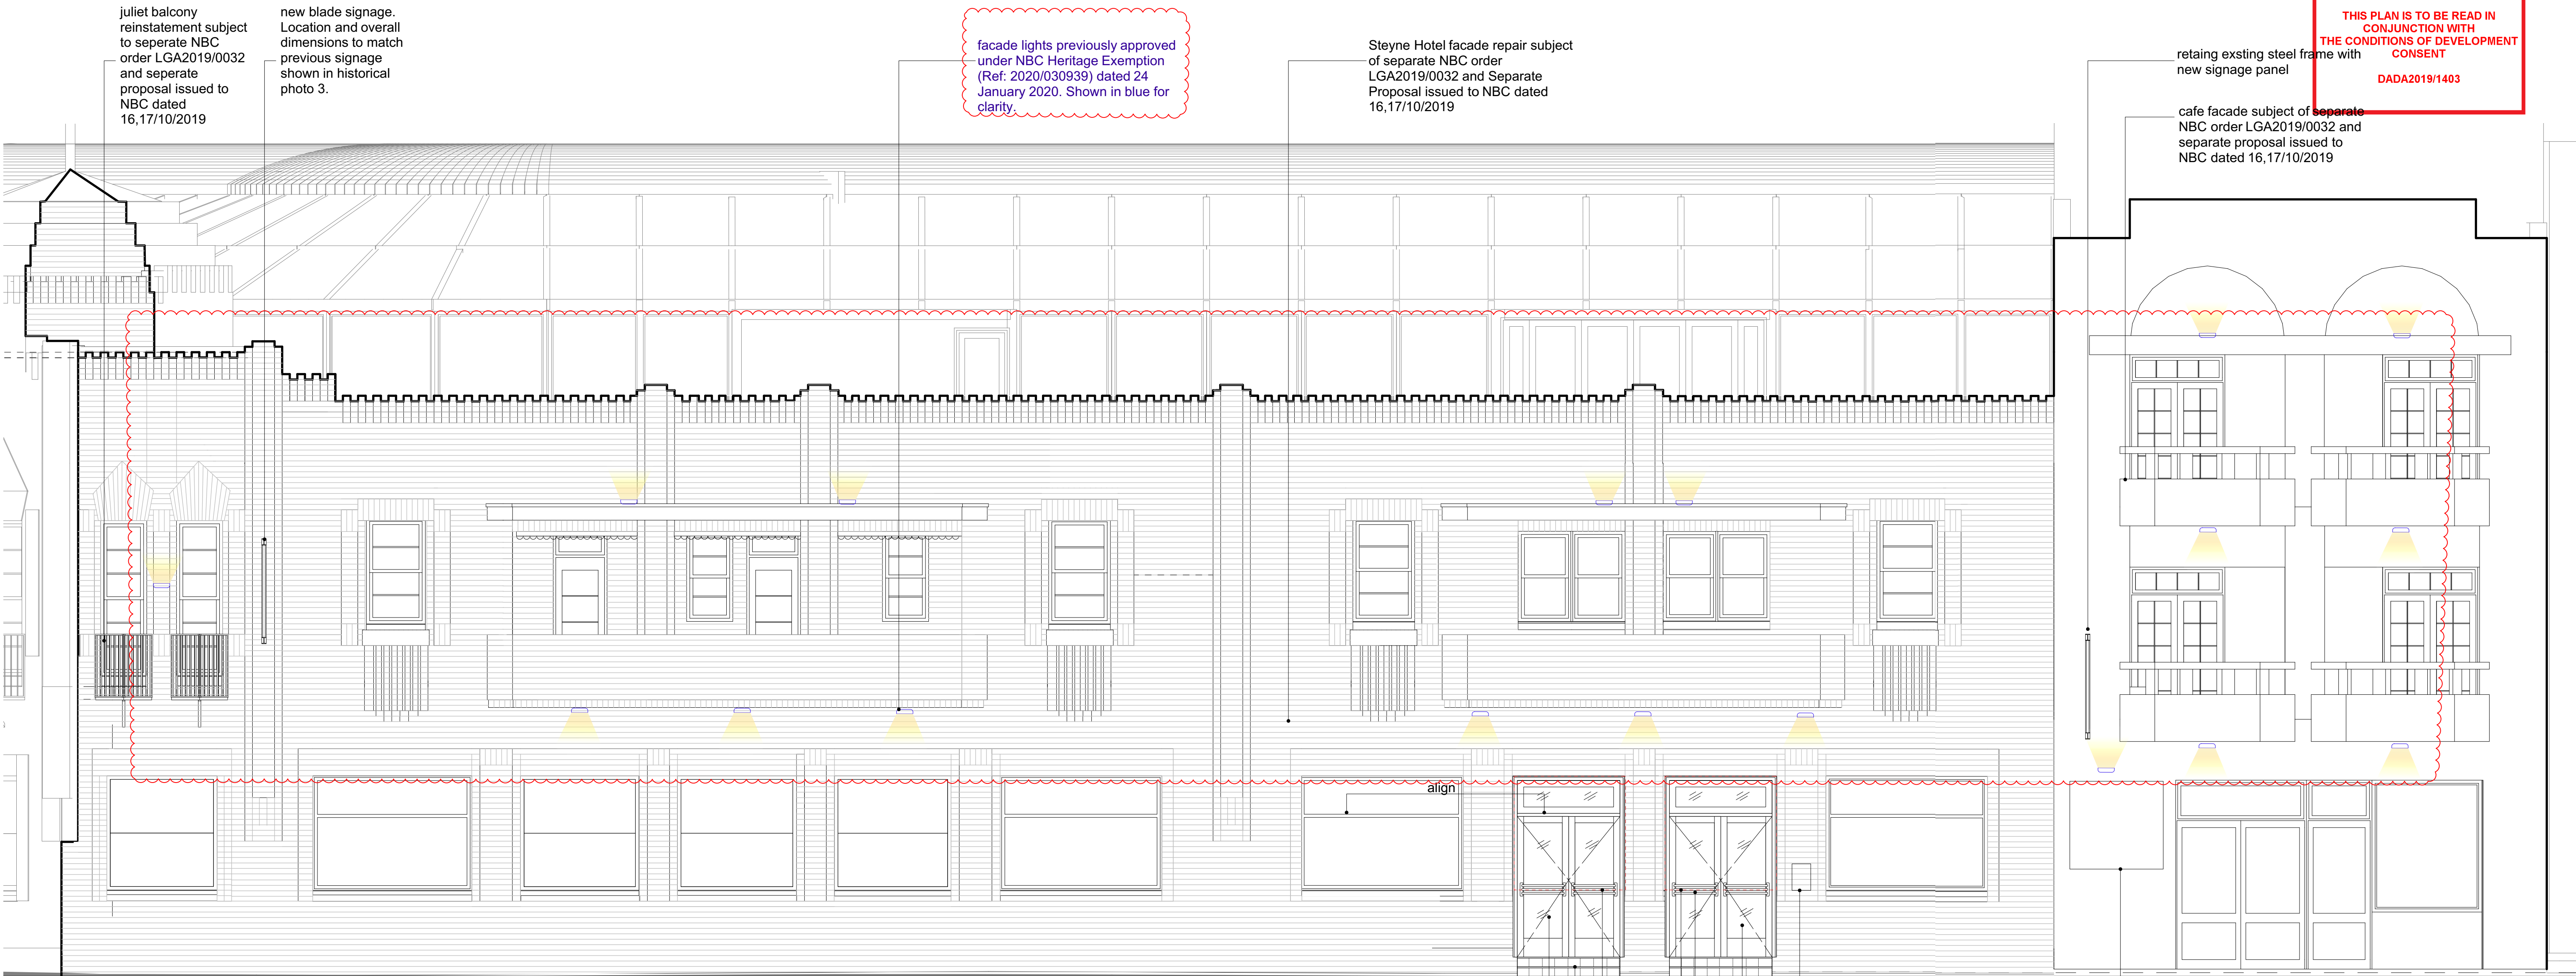 juliet balcony
reinstatement subject
to seperate NBC
order LGA2019/0032
and seperate
proposal issued to
NBC dated
16,17/10/2019
new blade signage.
Location and overall
dimensions to match
previous signage
shown in historical
photo 3.
facade lights previously approved
under NBC Heritage Exemption
(Ref: 2020/030939) dated 24
January 2020. Shown in blue for
clarity.
Steyne Hotel facade repair subject
of separate NBC order
LGA2019/0032 and Separate
Proposal issued to NBC dated
16,17/10/2019
THIS PLAN IS TO BE READ IN
CONJUNCTION WITH
THE CONDITIONS OF DEVELOPMENT
CONSENT
DADA2019/1403
retaing exsting steel frame with
new signage panel
cafe facade subject of separate
NBC order LGA2019/0032 and
separate proposal issued to
NBC dated 16,17/10/2019
align